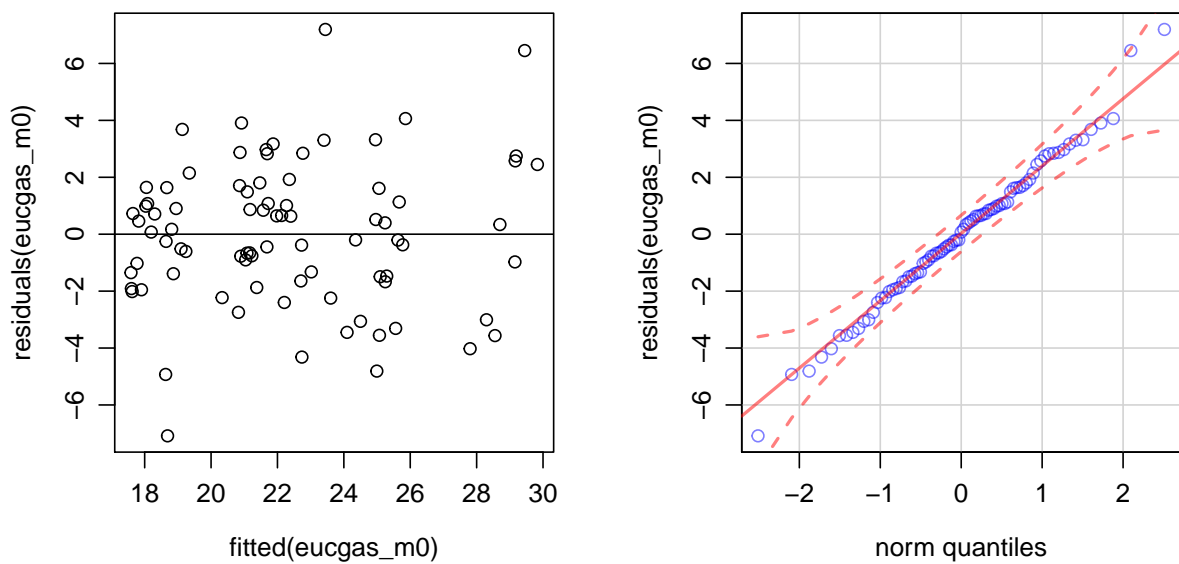 residuals(eucgas_m0)
6
4
2
0
−2
−4
−6
18 20 22 24 26 28 30
fitted(eucgas_m0)
residuals(eucgas_m0)
6
4
2
0
−2
−4
−6
−2 −1 0 1 2
norm quantiles